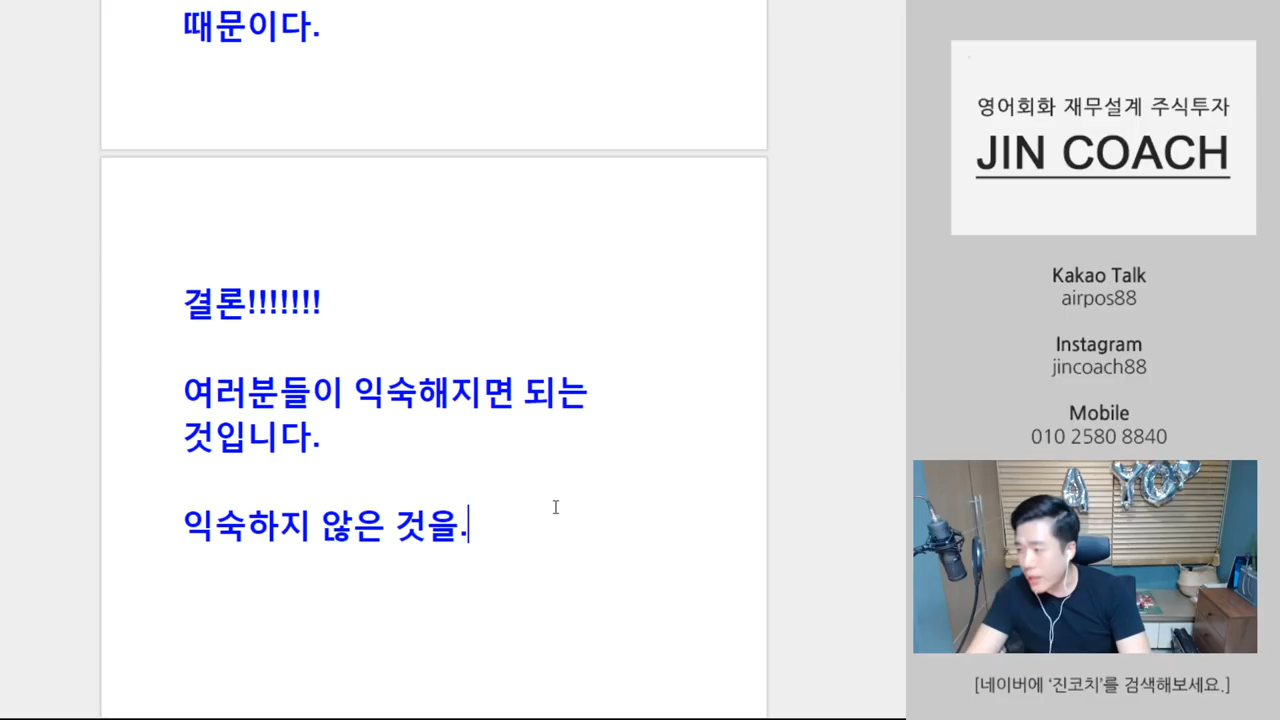 때문이다.
결론!!!!!!!
여러분들이 익숙해지면 되는
것입니다.
익숙하지 않은 것을.
영어회화 재무설계 주식투자
JIN COACH
Kakao Talk
airpos88
Instagram
jincoach88
Mobile
010 2580 8840
A YOP
[네이버에 '진코치'를 검색해보세요.]